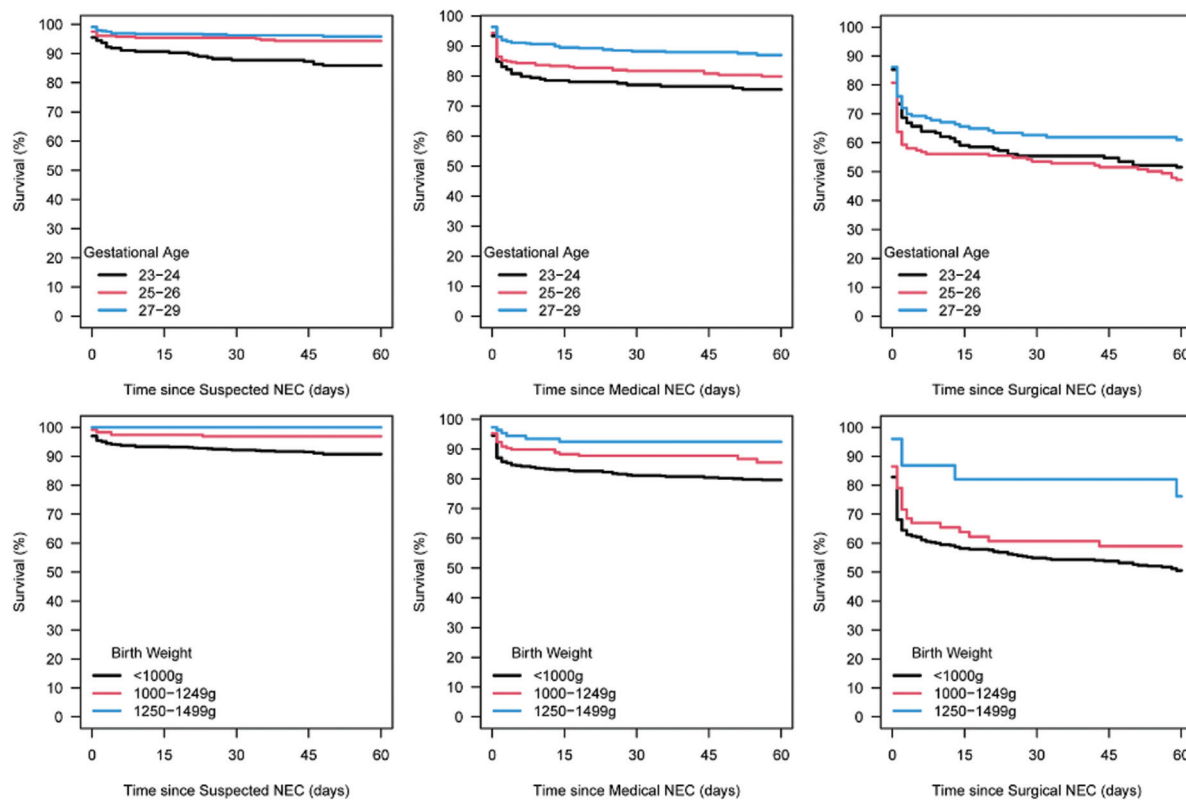 100
90
80
70
60
50
40
30
20
10
0
Survival (%)
Gestational Age
23−24
25−26
27−29
0 15 30 45 60
Time since Suspected NEC (days)
100
90
80
70
60
50
40
30
20
10
0
Survival (%)
Gestational Age
23−24
25−26
27−29
0 15 30 45 60
Time since Medical NEC (days)
100
90
80
70
60
50
40
30
20
10
0
Survival (%)
Gestational Age
23−24
25−26
27−29
0 15 30 45 60
Time since Surgical NEC (days)
100
90
80
70
60
50
40
30
20
10
0
Survival (%)
Birth Weight
<1000g
1000−1249g
1250−1499g
0 15 30 45 60
Time since Suspected NEC (days)
100
90
80
70
60
50
40
30
20
10
0
Survival (%)
Birth Weight
<1000g
1000−1249g
1250−1499g
0 15 30 45 60
Time since Medical NEC (days)
100
90
80
70
60
50
40
30
20
10
0
Survival (%)
Birth Weight
<1000g
1000−1249g
1250−1499g
0 15 30 45 60
Time since Surgical NEC (days)